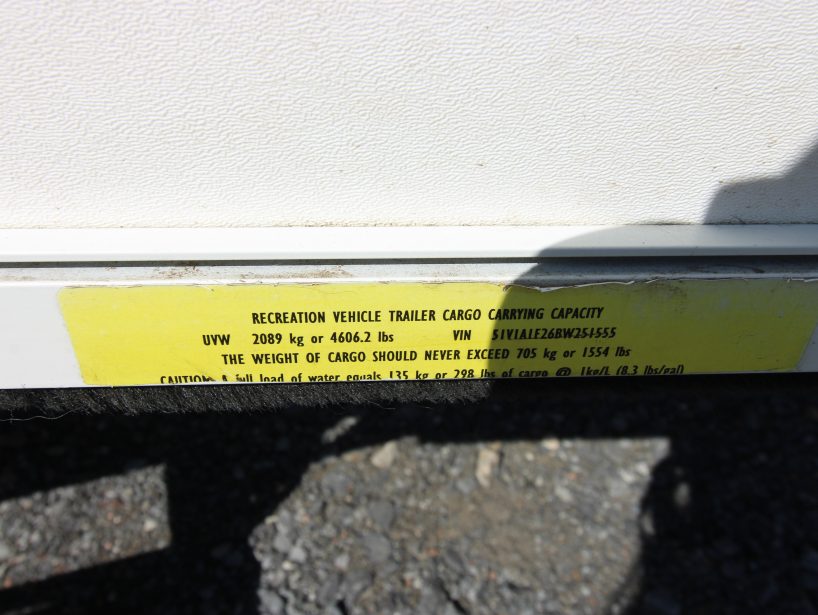 RECREATION VEHICLE TRAILER CARGO CARRYING CAPACITY
UVW 2089 kg or 4606.2 lbs VIN
THE WEIGHT OF CARGO SHOULD NEVER EXCEED 705 kg or 1554 lbs
CAUTION: A full load of water equals 135 kg or 298 lbs of cargo @ 1kg/L (8.3 lbs/gal)